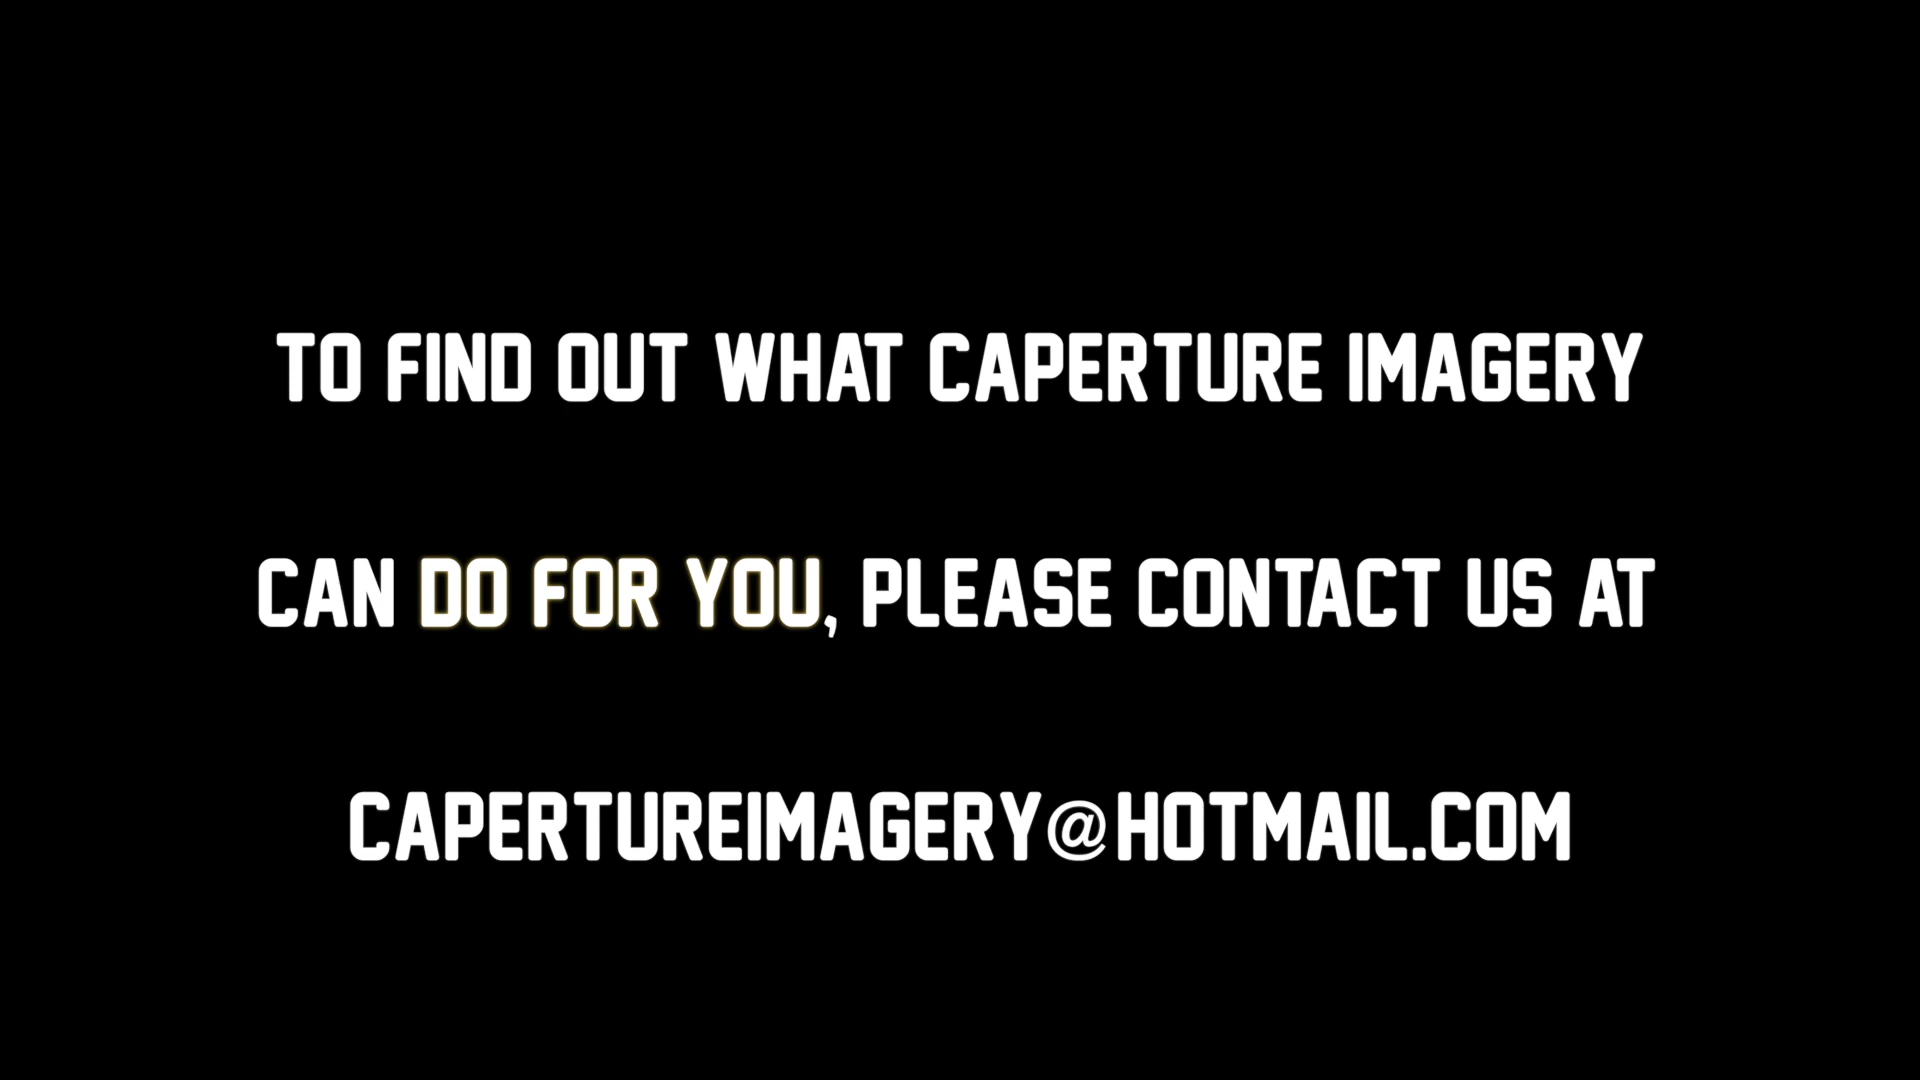 TO FIND OUT WHAT CAPERTURE IMAGERY
CAN DO FOR YOU, PLEASE CONTACT US AT
CAPERTUREIMAGERY@HOTMAIL.COM